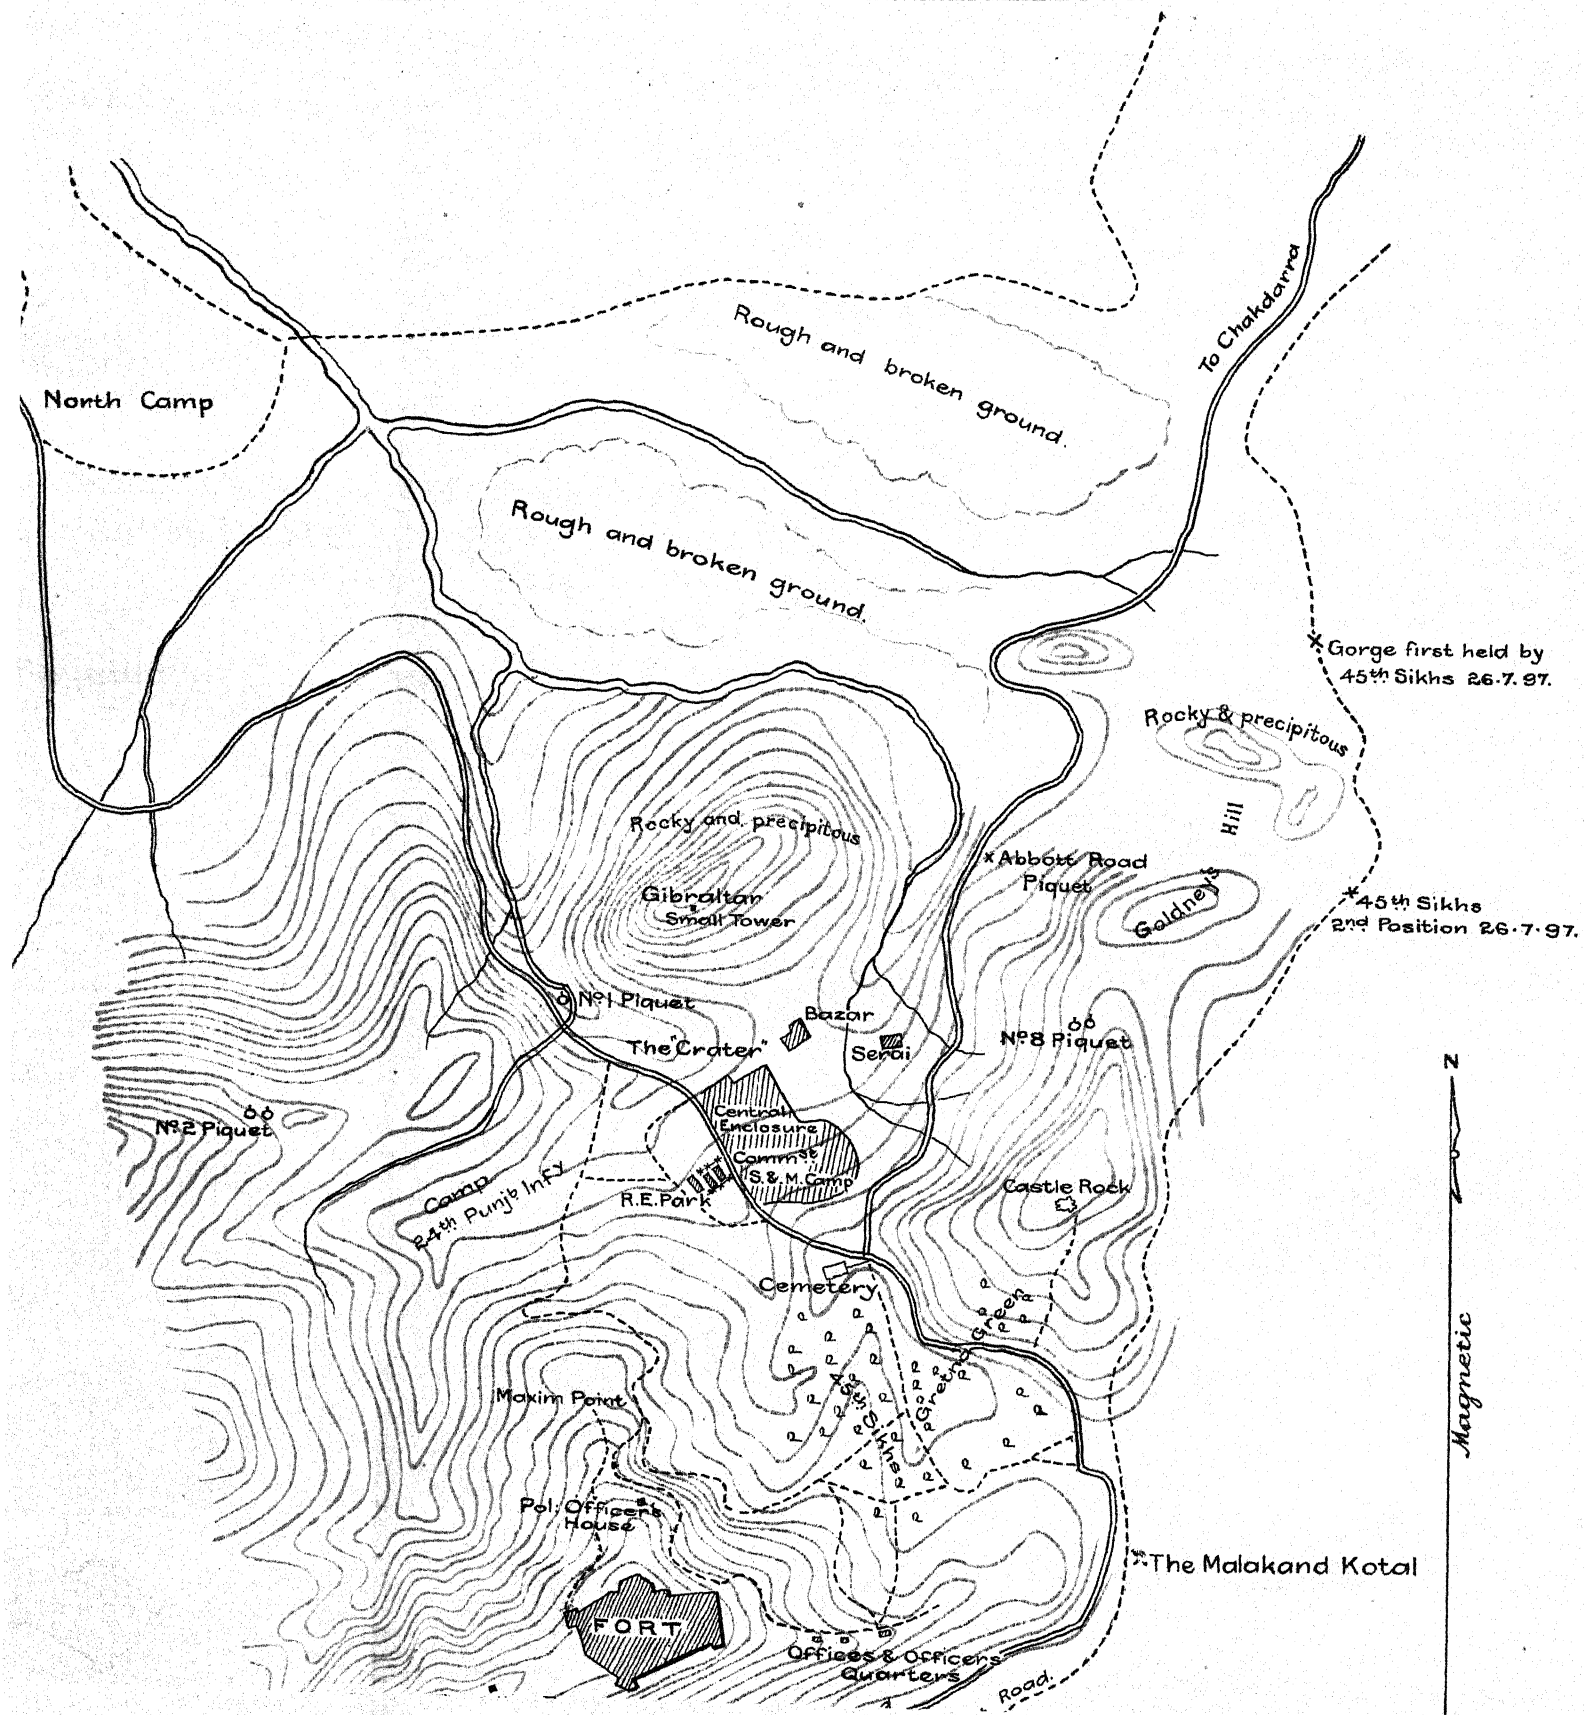 To Chakdarra
Rough and broken ground.
North Camp
Rough and broken ground.
Gorge first held by
45th Sikhs 26.7.97.
Rocky & precipitous
Hill
Rocky and precipitous
Abbott Road
Piquet
Goldney's
Gibraltar
Small Tower
45th Sikhs
2nd Position 26.7.97.
No. 1 Piquet
Bazar
The "Crater"
Serai
No. 8 Piquet
N
Central
Enclosure
No. 2 Piquet
Commst
S. & M. Camp
R.E. Park
Camp
24th Punjb Infy
Castle Rock
Cemetery
Gretna Green
45th Sikhs
Maxim Point
Magnetic
Pol: Officer's
House
The Malakand Kotal
FORT
Offices & Officers
Quarters
Road.